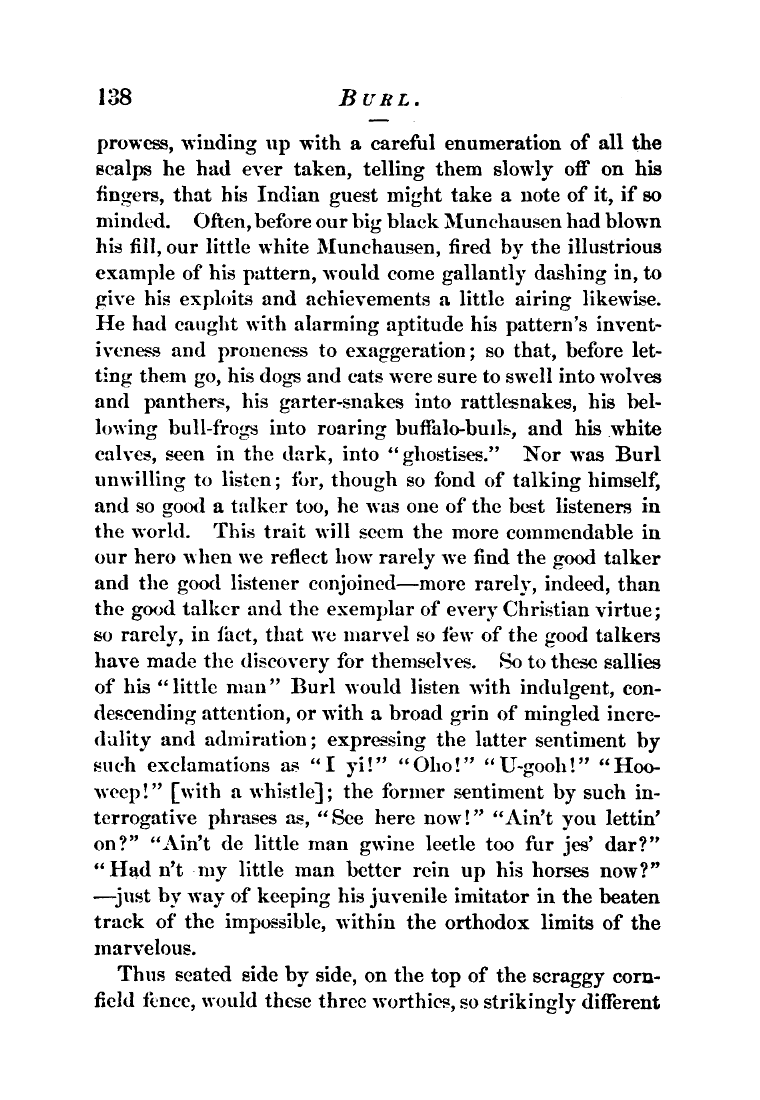 138 BURL.
prowess, winding up with a careful enumeration of all the
scalps he had ever taken, telling them slowly off on his
fingers, that his Indian guest might take a note of it, if so
minded. Often, before our big black Munchausen had blown
his fill, our little white Munchausen, fired by the illustrious
example of his pattern, would come gallantly dashing in, to
give his exploits and achievements a little airing likewise.
He had caught with alarming aptitude his pattern's invent-
iveness and proneness to exaggeration; so that, before let-
ting them go, his dogs and cats were sure to swell into wolves
and panthers, his garter-snakes into rattlesnakes, his bel-
lowing bull-frogs into roaring buffalo-bulls, and his white
calves, seen in the dark, into "ghostises." Nor was Burl
unwilling to listen; for, though so fond of talking himself,
and so good a talker too, he was one of the best listeners in
the world. This trait will seem the more commendable in
our hero when we reflect how rarely we find the good talker
and the good listener conjoined—more rarely, indeed, than
the good talker and the exemplar of every Christian virtue;
so rarely, in fact, that we marvel so few of the good talkers
have made the discovery for themselves. So to these sallies
of his "little man" Burl would listen with indulgent, con-
descending attention, or with a broad grin of mingled incre-
dulity and admiration; expressing the latter sentiment by
such exclamations as "I yi!" "Oho!" "U-gooh!" "Hoo-
weep!" [with a whistle]; the former sentiment by such in-
terrogative phrases as, "See here now!" "Ain't you lettin'
on?" "Ain't de little man gwine leetle too fur jes' dar?"
"Had n't my little man better rein up his horses now?"
—just by way of keeping his juvenile imitator in the beaten
track of the impossible, within the orthodox limits of the
marvelous.
Thus seated side by side, on the top of the scraggy corn-
field fence, would these three worthies, so strikingly different